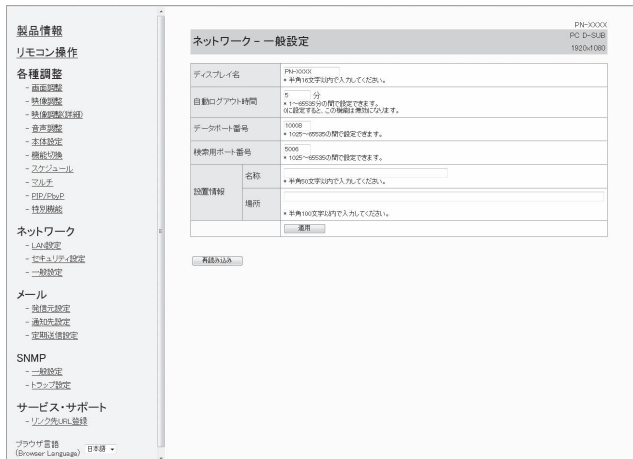 製品情報
リモコン操作
各種調整
- 画面調整
- 映像調整
- 映像調整(詳細)
- 音声調整
- 本体設定
- 機能切換
- スケジュール
- マルチ
- PIP/PbyP
- 特別機能
ネットワーク
- LAN設定
- セキュリティ設定
- 一般設定
メール
- 発信元設定
- 通知先設定
- 定期送信設定
SNMP
- 一般設定
- トラップ設定
サービス・サポート
- リンク先URL登録
ブラウザ言語
(Browser Language) 日本語
PN-XXXX
ネットワーク - 一般設定
PC D-SUB
1920x1080
ディスプレイ名
PN-XXXX
* 半角16文字以内で入力してください。
自動ログアウト時間
5 分
* 1~65535分の間で設定できます。
0に設定すると、この機能は無効になります。
データポート番号
10008
* 1025~65535の間で設定できます。
検索用ポート番号
5006
* 1025~65535の間で設定できます。
設置情報
名称
* 半角50文字以内で入力してください。
場所
* 半角100文字以内で入力してください。
適用
再読み込み